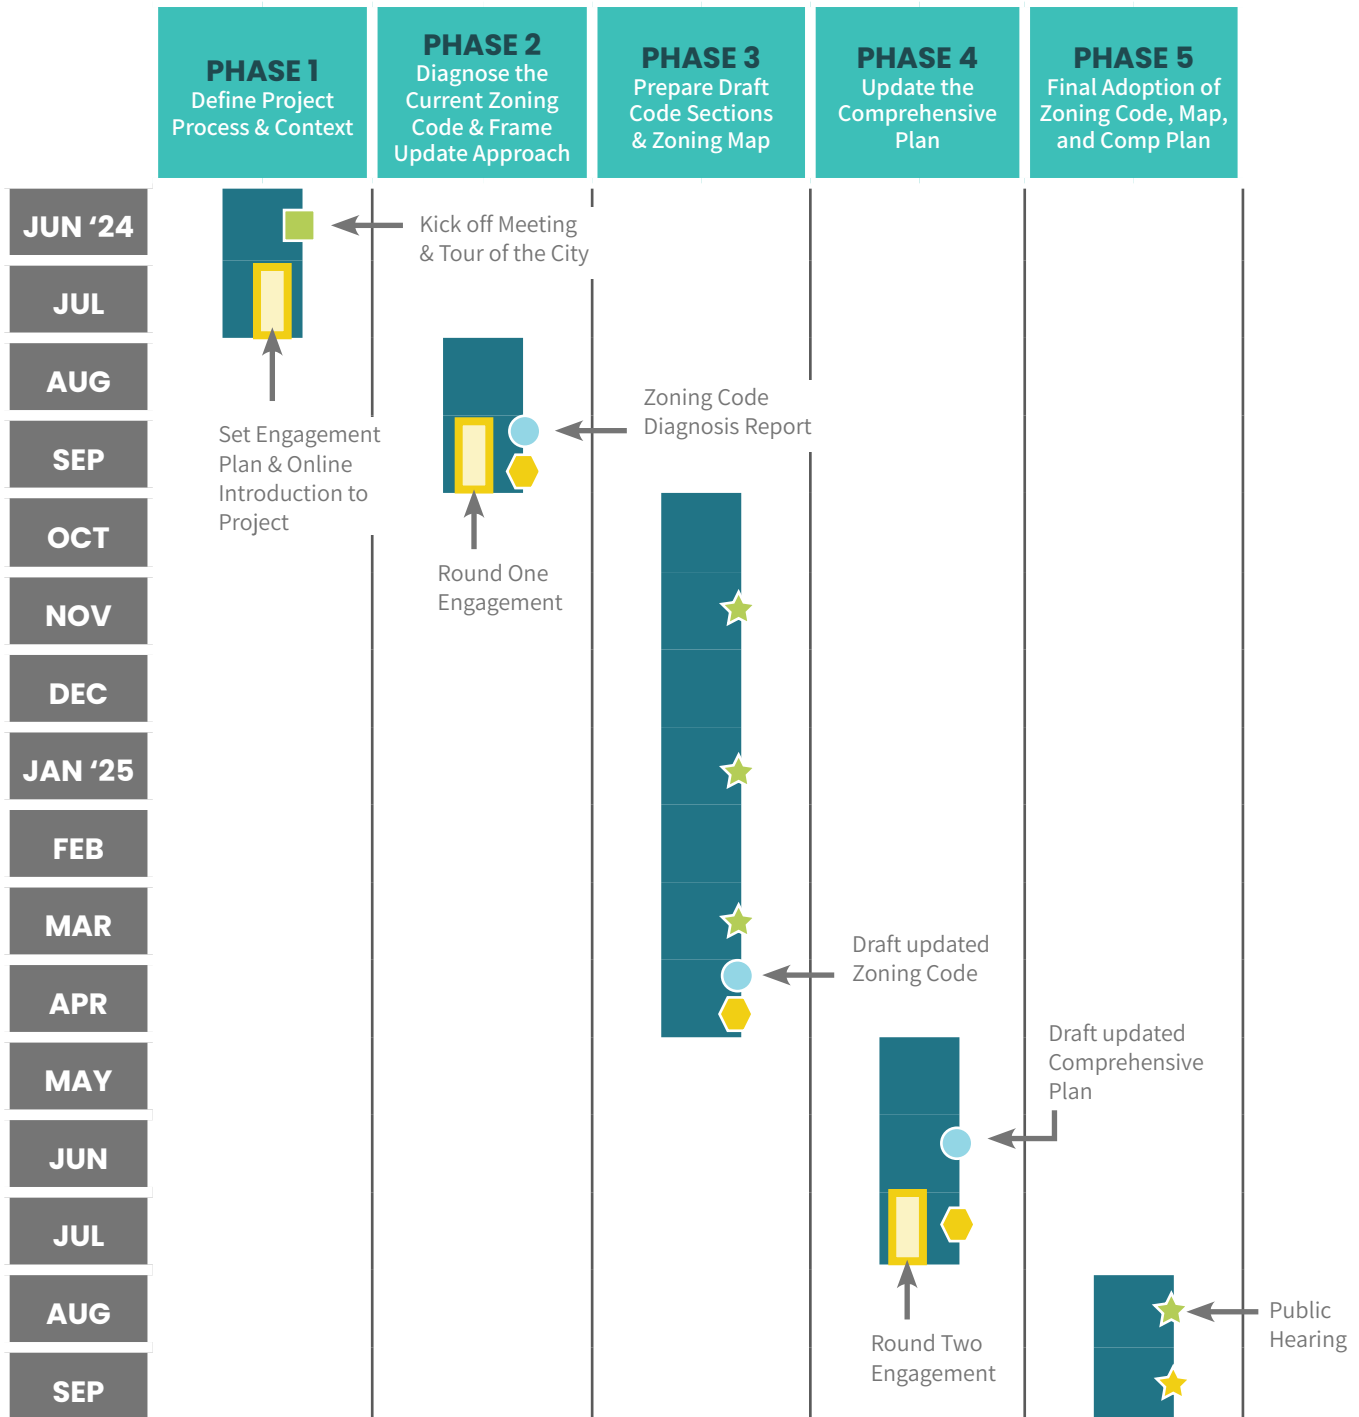 PHASE 1
Define Project
Process & Context
PHASE 2
Diagnose the
Current Zoning
Code & Frame
Update Approach
PHASE 3
Prepare Draft
Code Sections
& Zoning Map
PHASE 4
Update the
Comprehensive
Plan
PHASE 5
Final Adoption of
Zoning Code, Map,
and Comp Plan
JUN ‘24
Kick off Meeting
& Tour of the City
JUL
AUG
Zoning Code
Diagnosis Report
Set Engagement
Plan & Online
Introduction to
Project
SEP
OCT
Round One
Engagement
NOV
DEC
JAN ‘25
FEB
MAR
Draft updated
Zoning Code
APR
Draft updated
Comprehensive
Plan
MAY
JUN
JUL
AUG
Public
Hearing
Round Two
Engagement
SEP